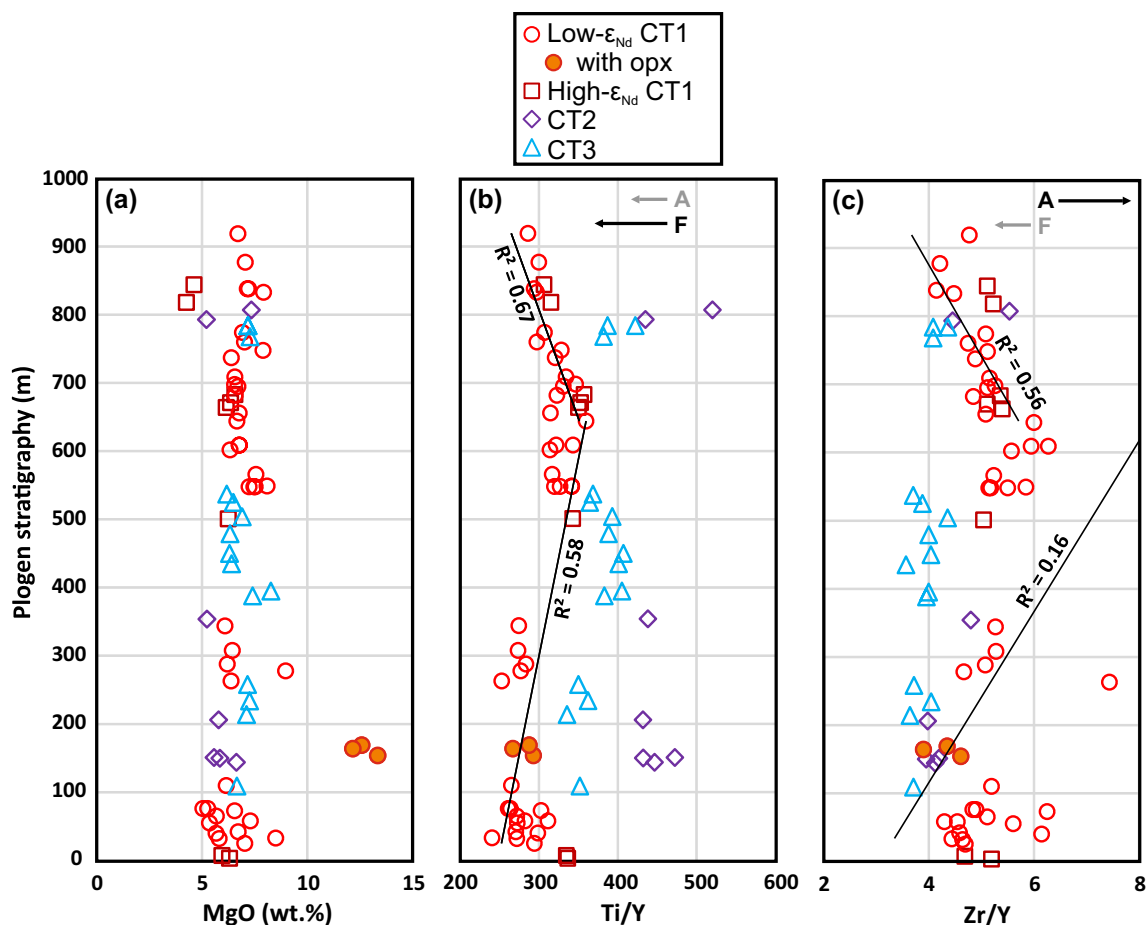 Low-εNd CT1
with opx
High-εNd CT1
CT2
CT3
Plogen stratigraphy (m)
1000
900
800
700
600
500
400
300
200
100
0
(a)
0 5 10 15
MgO (wt.%)
(b)
A
F
R² = 0.67
R² = 0.58
200 300 400 500 600
Ti/Y
(c)
A
F
R² = 0.56
R² = 0.16
2 4 6 8
Zr/Y